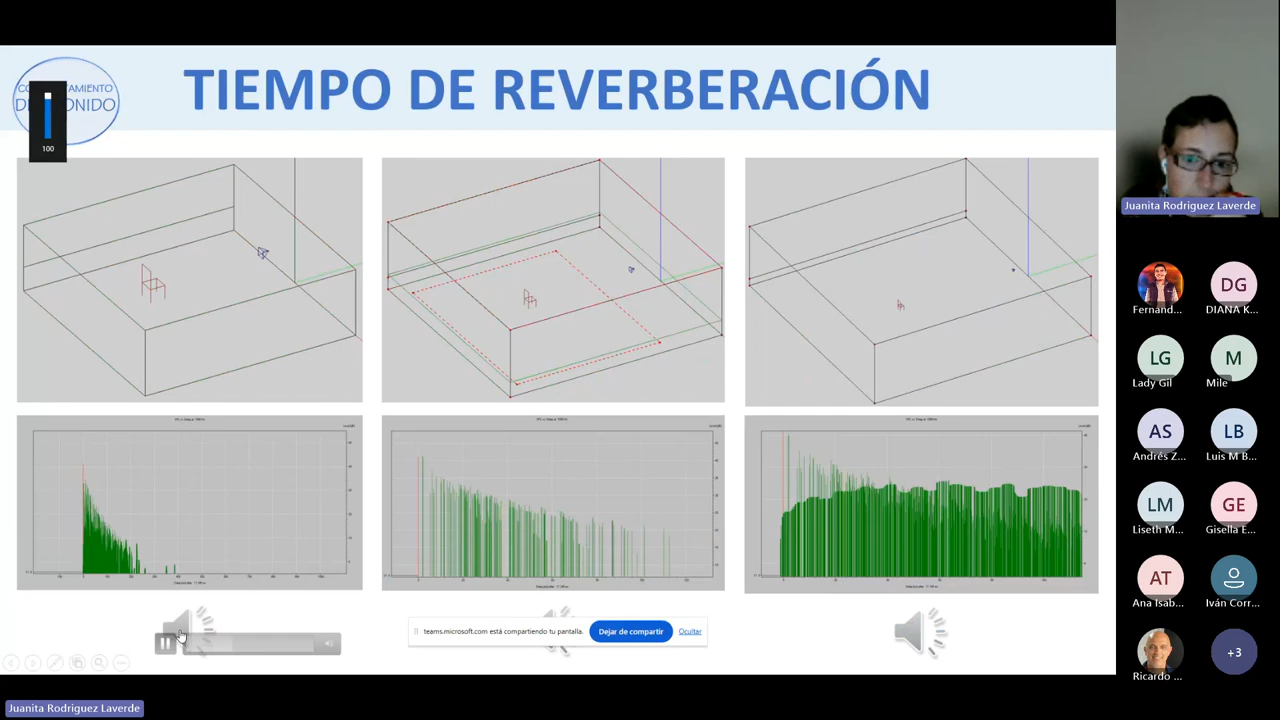 TIEMPO DE REVERBERACIÓN
100
teams.microsoft.com está compartiendo tu pantalla.
Dejar de compartir
Ocultar
Juanita Rodriguez Laverde
Fernand...
DG
DIANA K...
LG
Lady Gil
M
Mile
AS
Andrés Z...
LB
Luis M B...
LM
Liseth M...
GE
Gisella E...
AT
Ana Isab...
Iván Corr...
Ricardo ...
+3
Juanita Rodriguez Laverde